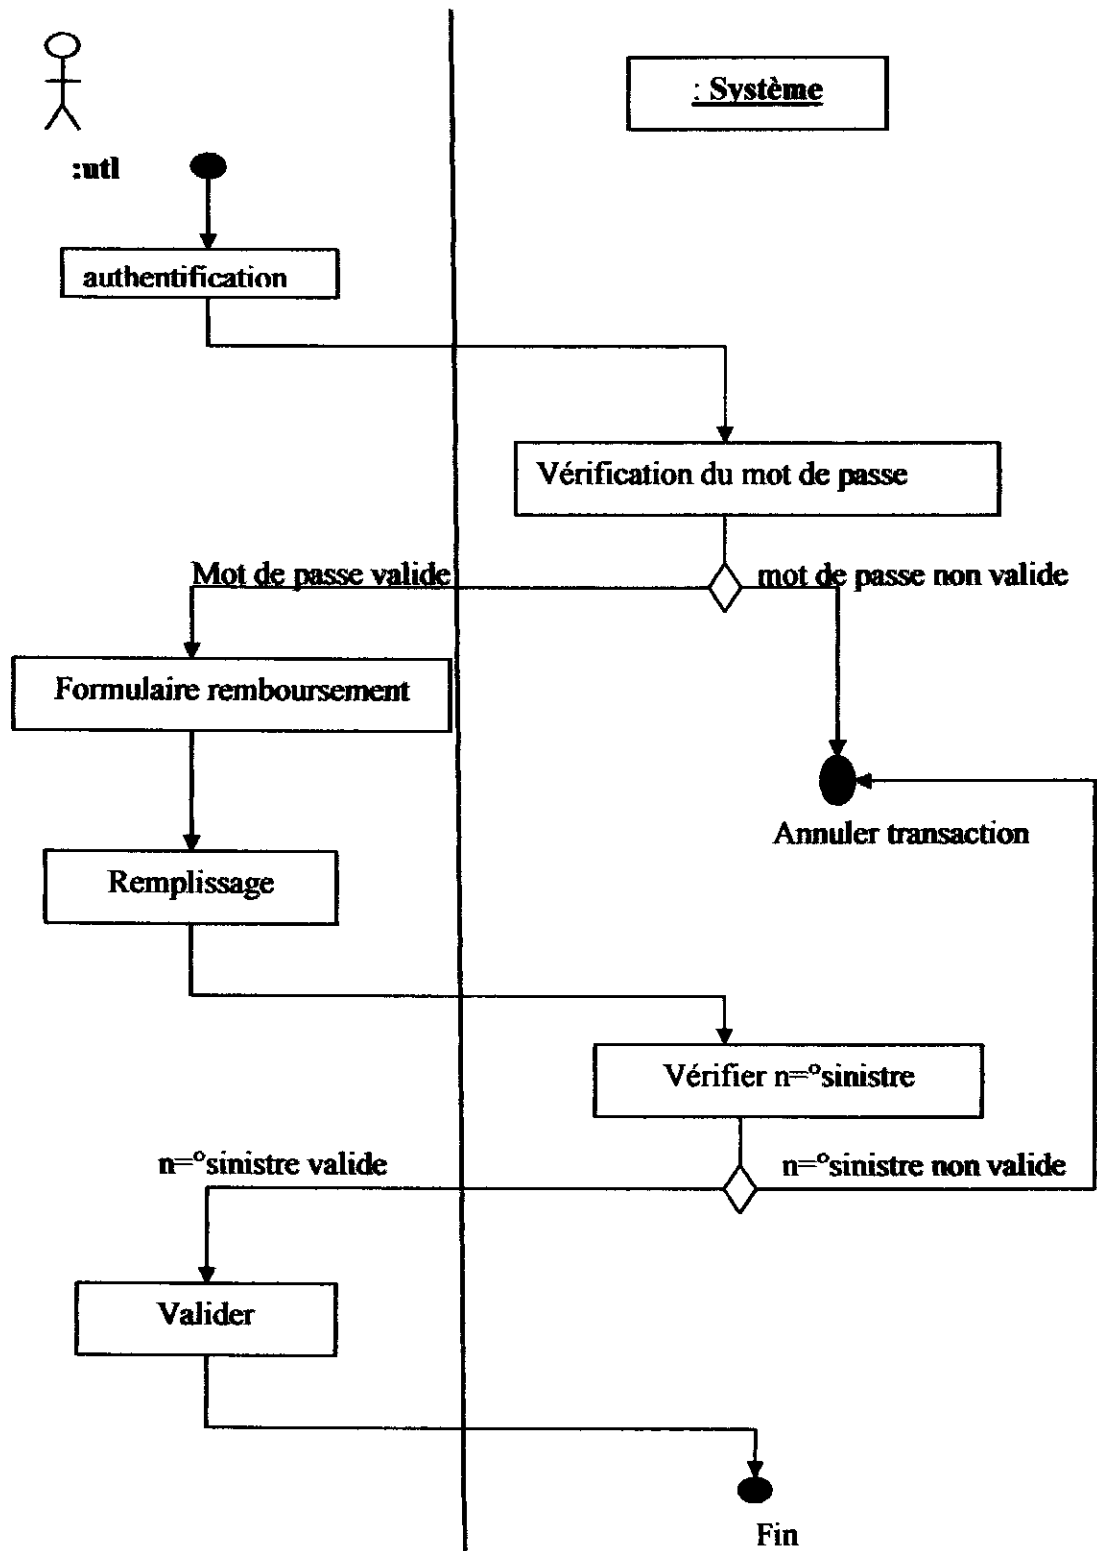 : Système
:utl
authentification
Vérification du mot de passe
Mot de passe valide
mot de passe non valide
Formulaire remboursement
Annuler transaction
Remplissage
Vérifier n=°sinistre
n=°sinistre valide
n=°sinistre non valide
Valider
Fin